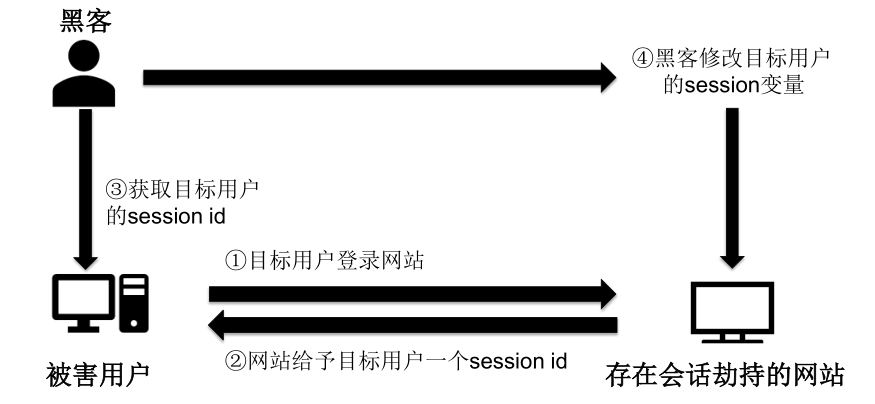 黑客
④黑客修改目标用户
的session变量
③获取目标用户
的session id
①目标用户登录网站
②网站给予目标用户一个session id
被害用户
存在会话劫持的网站